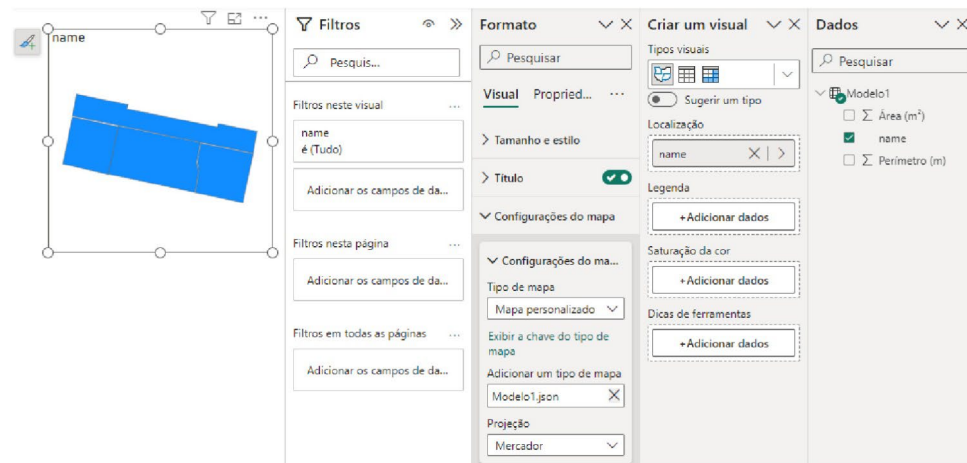 name
Filtros
Pesquis...
Filtros neste visual
...
name
é (Tudo)
Adicionar os campos de da...
Filtros nesta página
...
Adicionar os campos de da...
Filtros em todas as páginas
...
Adicionar os campos de da...
Formato
Pesquisar
Visual Propried... ...
Tamanho e estilo
Título
Configurações do mapa
Configurações do ma...
Tipo de mapa
Mapa personalizado
Exibir a chave do tipo de
mapa
Adicionar um tipo de mapa
Modelo1.json
Projeção
Mercador
Criar um visual
Tipos visuais
Sugerir um tipo
Localização
name
Legenda
+Adicionar dados
Saturação da cor
+Adicionar dados
Dicas de ferramentas
+Adicionar dados
Dados
Pesquisar
Modelo1
∑ Área (m²)
name
∑ Perímetro (m)